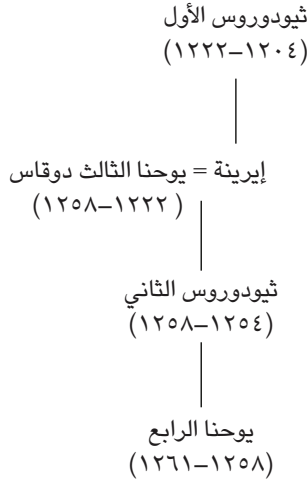 ثيودوروس الأول
(١٢٠٤–١٢٢٢)
إيرينة = يوحنا الثالث دوقاس
(١٢٢٢–١٢٥٨ )
ثيودوروس الثاني
(١٢٥٤–١٢٥٨)
يوحنا الرابع
(١٢٥٨–١٢٦١)